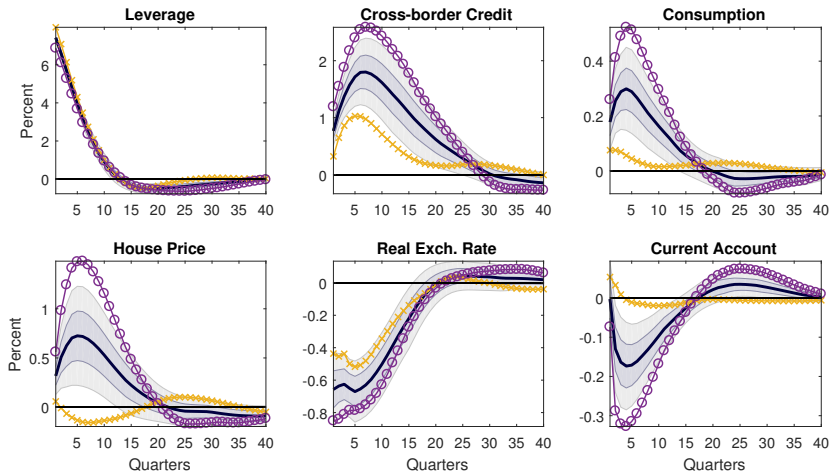 Leverage Cross-border Credit Consumption
Percent
0 2 4 6
0 1 2
0 0.2 0.4
5 10 15 20 25 30 35 40
5 10 15 20 25 30 35 40
5 10 15 20 25 30 35 40
House Price Real Exch. Rate Current Account
Percent
0 0.5 1
-0.8 -0.6 -0.4 -0.2 0
-0.3 -0.2 -0.1 0
5 10 15 20 25 30 35 40
5 10 15 20 25 30 35 40
5 10 15 20 25 30 35 40
Quarters Quarters Quarters